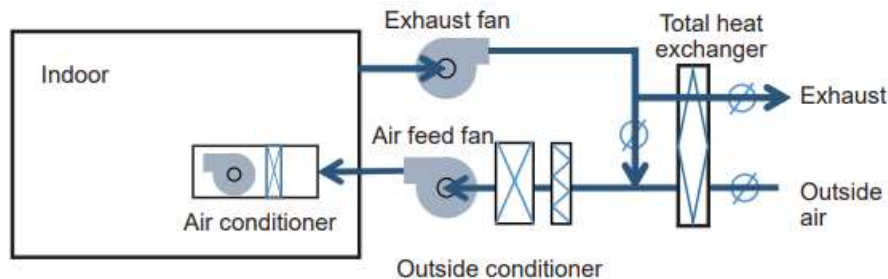 Exhaust fan
Total heat
exchanger
Indoor
Exhaust
Air feed fan
Outside
air
Air conditioner
Outside conditioner